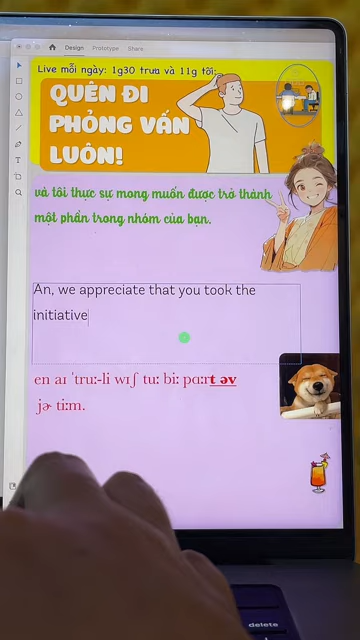 Design Prototype Share
Live mỗi ngày: 1g30 trưa và 11g tối:
QUÊN ĐI
PHỎNG VẤN
LUÔN!
và tôi thực sự mong muốn được trở thành
một phần trong nhóm của bạn.
An, we appreciate that you took the
initiative
en aɪ ˈtruː-li wɪʃ tuː biː pɑːrt əv
jɚ tiːm.
delete